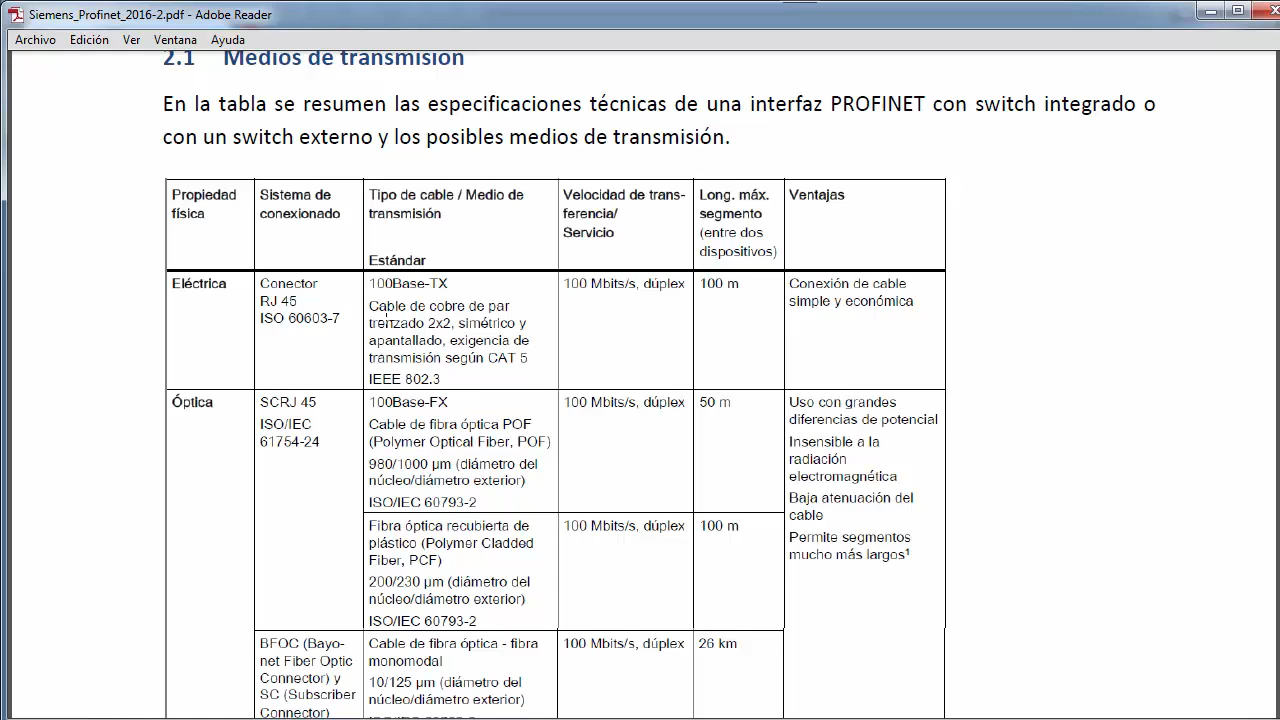 Siemens_Profinet_2016-2.pdf - Adobe Reader
Archivo Edición Ver Ventana Ayuda
2.1 Medios de transmisión
En la tabla se resumen las especificaciones técnicas de una interfaz PROFINET con switch integrado o
con un switch externo y los posibles medios de transmisión.
Propiedad
física
Sistema de
conexionado
Tipo de cable / Medio de
transmisión
Estándar
Velocidad de trans-
ferencia/
Servicio
Long. máx.
segmento
(entre dos
dispositivos)
Ventajas
Eléctrica
Conector
RJ 45
ISO 60603-7
100Base-TX
Cable de cobre de par
trenzado 2x2, simétrico y
apantallado, exigencia de
transmisión según CAT 5
IEEE 802.3
100 Mbits/s, dúplex
100 m
Conexión de cable
simple y económica
Óptica
SCRJ 45
ISO/IEC
61754-24
100Base-FX
Cable de fibra óptica POF
(Polymer Optical Fiber, POF)
980/1000 µm (diámetro del
núcleo/diámetro exterior)
ISO/IEC 60793-2
100 Mbits/s, dúplex
50 m
Uso con grandes
diferencias de potencial
Insensible a la
radiación
electromagnética
Baja atenuación del
cable
Permite segmentos
mucho más largos¹
Fibra óptica recubierta de
plástico (Polymer Cladded
Fiber, PCF)
200/230 µm (diámetro del
núcleo/diámetro exterior)
ISO/IEC 60793-2
100 Mbits/s, dúplex
100 m
BFOC (Bayo-
net Fiber Optic
Connector) y
SC (Subscriber
Connector)
Cable de fibra óptica - fibra
monomodal
10/125 µm (diámetro del
núcleo/diámetro exterior)
100 Mbits/s, dúplex
26 km